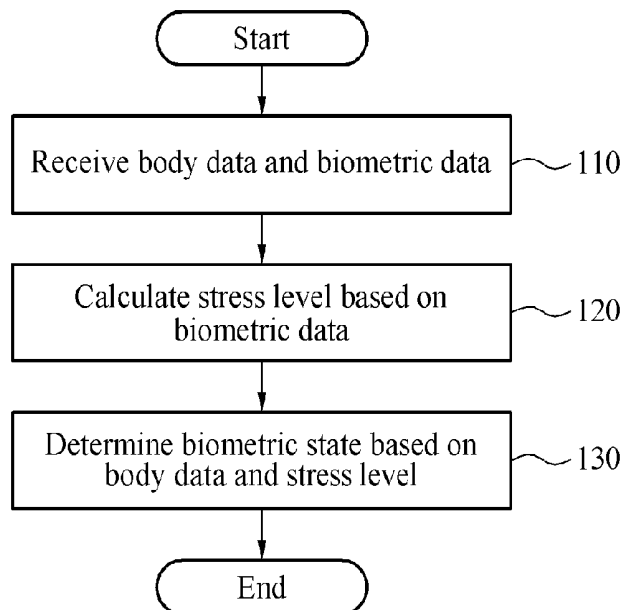 Start
Receive body data and biometric data
110
Calculate stress level based on
biometric data
120
Determine biometric state based on
body data and stress level
130
End